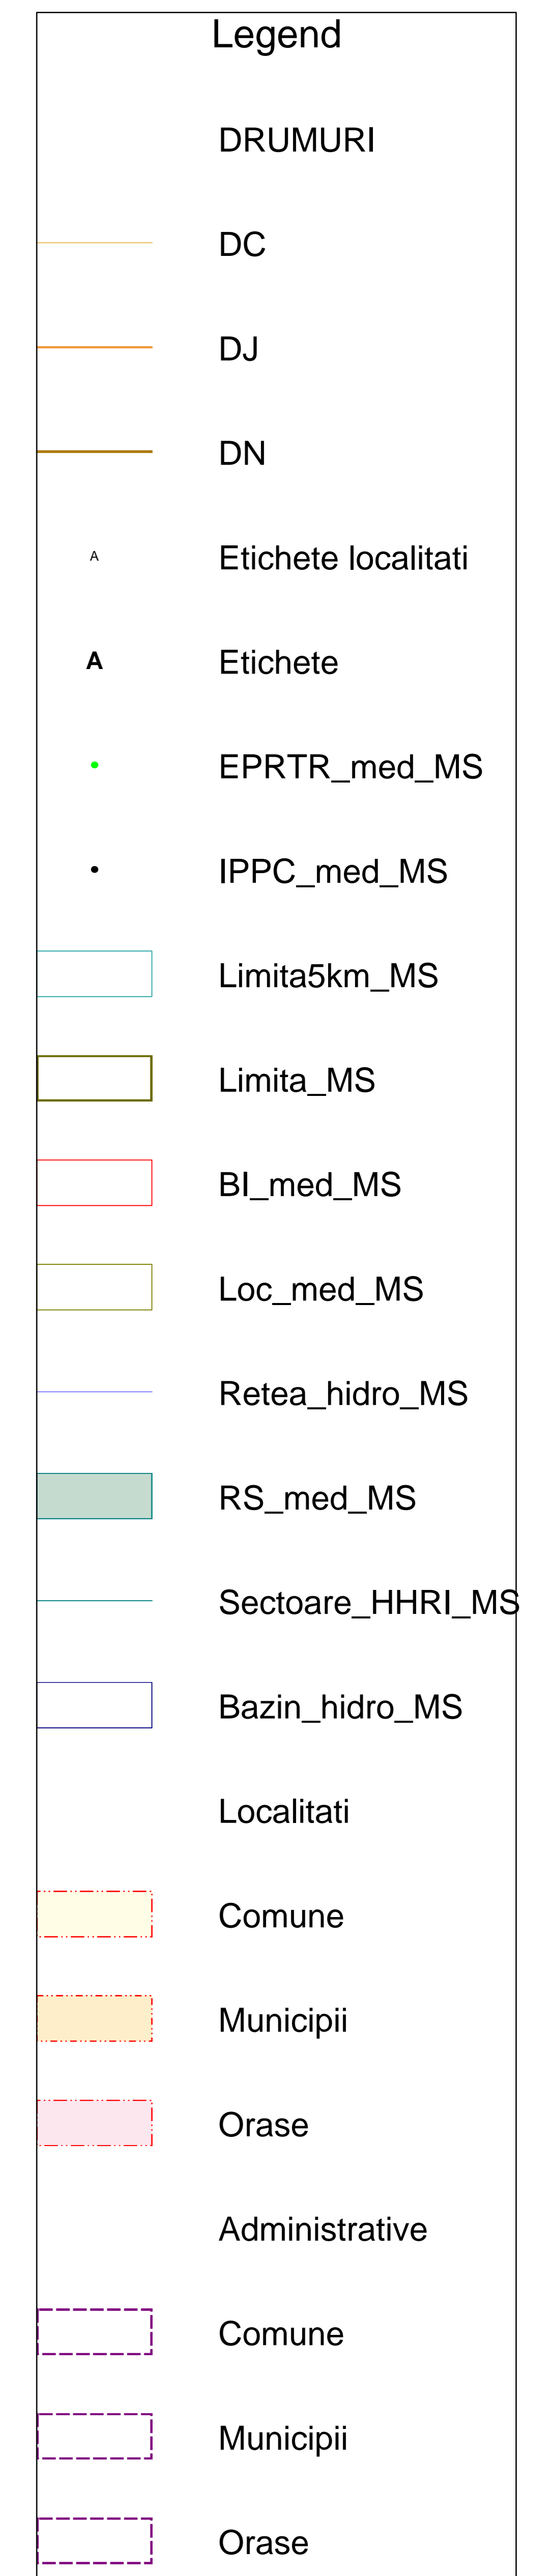 Legend
DRUMURI
DC
DJ
DN
A Etichete localitati
A Etichete
EPRTR_med_MS
IPPC_med_MS
Limita5km_MS
Limita_MS
BI_med_MS
Loc_med_MS
Retea_hidro_MS
RS_med_MS
Sectoare_HHRI_MS
Bazin_hidro_MS
Localitati
Comune
Municipii
Orase
Administrative
Comune
Municipii
Orase